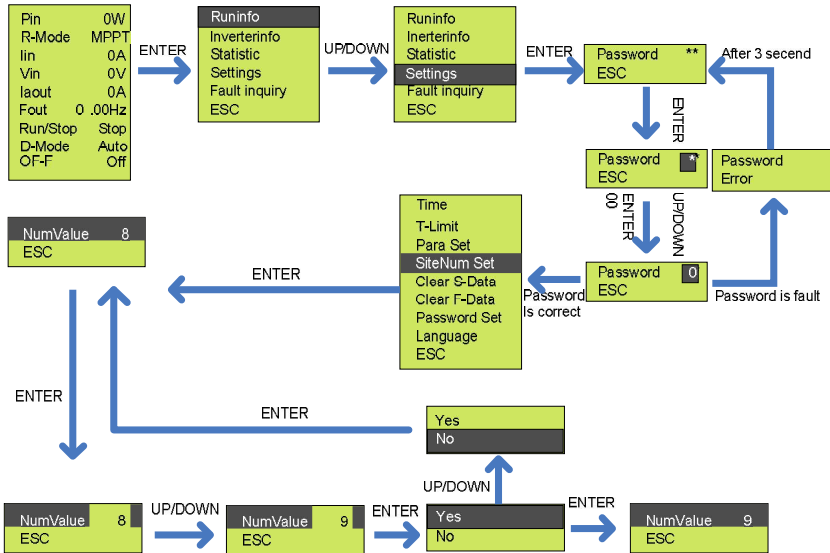 Pin 0W
R-Mode MPPT
Iin 0A
Vin 0V
Iaout 0A
Fout 0 .00Hz
Run/Stop Stop
D-Mode Auto
OF-F Off
ENTER
Runinfo
Inverterinfo
Statistic
Settings
Fault inquiry
ESC
UP/DOWN
Runinfo
Inerterinfo
Statistic
Settings
Fault inquiry
ESC
ENTER
Password **
ESC
After 3 secend
ENTER
Password **
ESC
Password
Error
UP/DOWN
ENTER
00
Password 0
ESC
Password is fault
Password
Is correct
Time
T-Limit
Para Set
SiteNum Set
Clear S-Data
Clear F-Data
Password Set
Language
ESC
ENTER
NumValue 8
ESC
ENTER
NumValue 8
ESC
UP/DOWN
NumValue 9
ESC
ENTER
Yes
No
UP/DOWN
Yes
No
ENTER
ENTER
NumValue 9
ESC